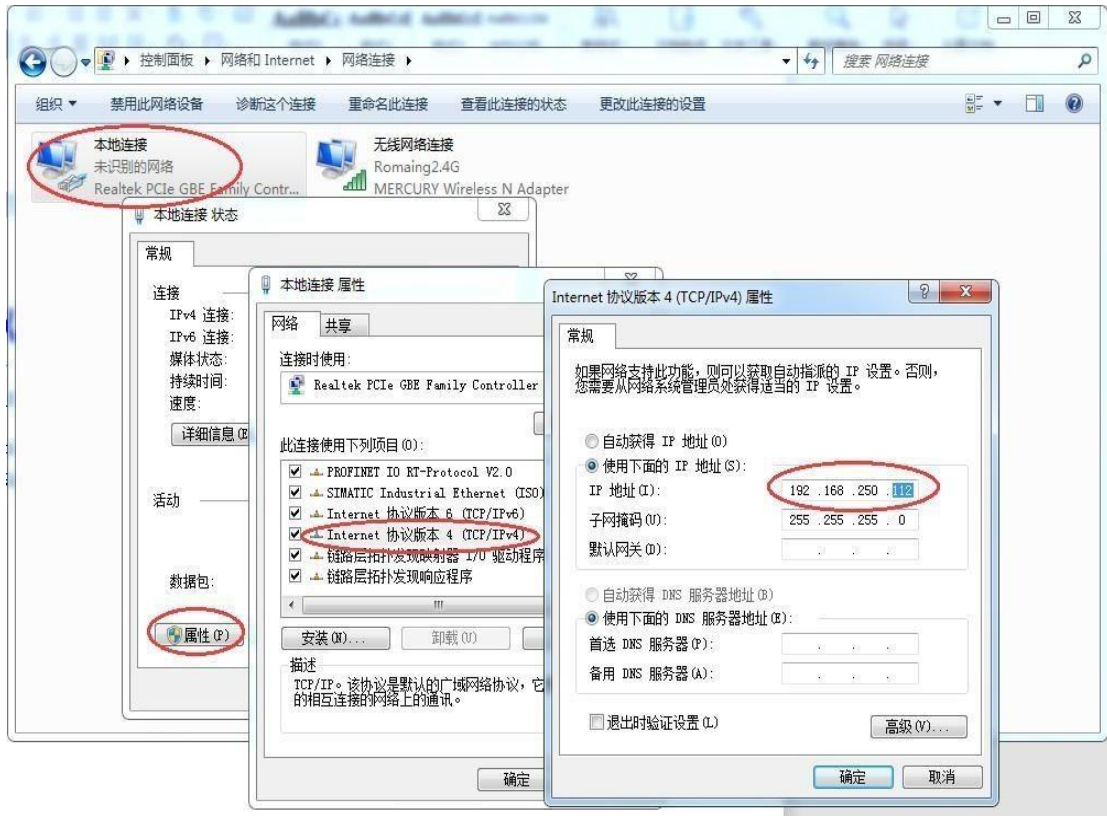 控制面板 ▸ 网络和 Internet ▸ 网络连接 ▸
搜索 网络连接
组织 禁用此网络设备 诊断这个连接 重命名此连接 查看此连接的状态 更改此连接的设置
本地连接
未识别的网络
Realtek PCIe GBE Family Contr...
无线网络连接
Romaing2.4G
MERCURY Wireless N Adapter
本地连接 状态
常规
连接
IPv4 连接:
IPv6 连接:
媒体状态:
持续时间:
速度:
详细信息(E
活动
数据包:
属性(P)
本地连接 属性
网络 共享
连接时使用:
Realtek PCIe GBE Family Controller
此连接使用下列项目(O):
PROFINET IO RT-Protocol V2.0
SIMATIC Industrial Ethernet (ISO)
Internet 协议版本 6 (TCP/IPv6)
Internet 协议版本 4 (TCP/IPv4)
链路层拓扑发现映射器 I/O 驱动程序
链路层拓扑发现响应程序
安装(N)... 卸载(U)
描述
TCP/IP。该协议是默认的广域网络协议，它
的相互连接的网络上的通讯。
确定
Internet 协议版本 4 (TCP/IPv4) 属性
常规
如果网络支持此功能，则可以获取自动指派的 IP 设置。否则，
您需要从网络系统管理员处获得适当的 IP 设置。
自动获得 IP 地址(O)
使用下面的 IP 地址(S):
IP 地址(I): 192 .168 .250 .112
子网掩码(U): 255 .255 .255 . 0
默认网关(D): . . .
自动获得 DNS 服务器地址(B)
使用下面的 DNS 服务器地址(E):
首选 DNS 服务器(P): . . .
备用 DNS 服务器(A): . . .
退出时验证设置(L)
高级(V)...
确定 取消